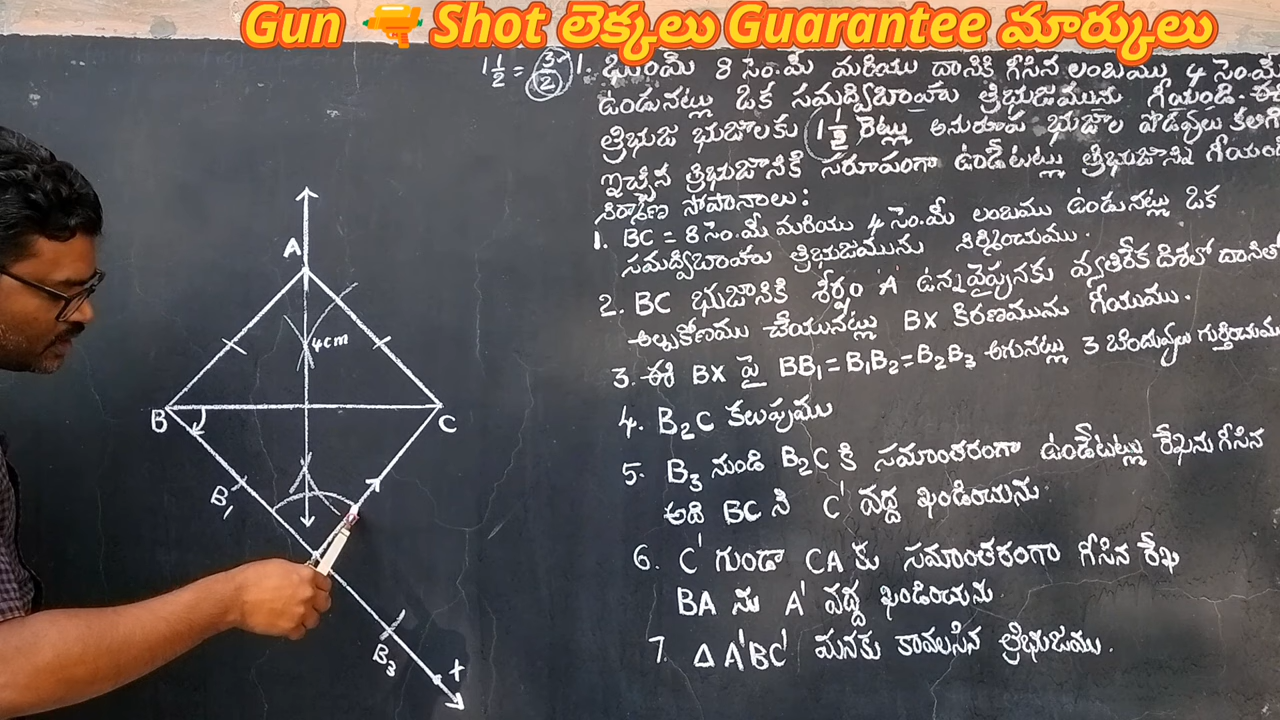 Gun Shot లెక్కలు Guarantee మార్కులు
1 1/2 = 3/2
1. భూమి 8 సెం.మీ మరియు దానికి గీసిన లంబము 4 సెం.మీ
ఉండునట్లు ఒక సమద్విబాహు త్రిభుజమును గీయండి. ఈ
త్రిభుజ భుజాలకు 1 1/2 రెట్లు అనురూప భుజాల పొడవులు కలిగి
ఇచ్చిన త్రిభుజానికి సరూపంగా ఉండేటట్లు త్రిభుజాన్ని గీయండి
నిర్మాణ సోపానాలు:
1. BC = 8 సెం.మీ మరియు 4 సెం.మీ లంబము ఉండునట్లు ఒక
సమద్విబాహు త్రిభుజమును నిర్మించుము.
2. BC భుజానికి శీర్షం 'A' ఉన్నవైపునకు వ్యతిరేక దిశలో దానితో
అల్పకోణము చేయునట్లు BX కిరణమును గీయుము.
3. ఈ BX పై BB₁ = B₁B₂ = B₂B₃ అగునట్లు 3 బిందువులు గుర్తించుము
4. B₂C కలుపుము
5. B₃ నుండి B₂C కి సమాంతరంగా ఉండేటట్లు రేఖను గీసిన
అది BC ని C' వద్ద ఖండించును
6. C' గుండా CA కు సమాంతరంగా గీసిన రేఖ
BA ను A' వద్ద ఖండించును
7. Δ A'BC' మనకు కావలసిన త్రిభుజము.
A
4cm
B
C
B₁
B₃
X